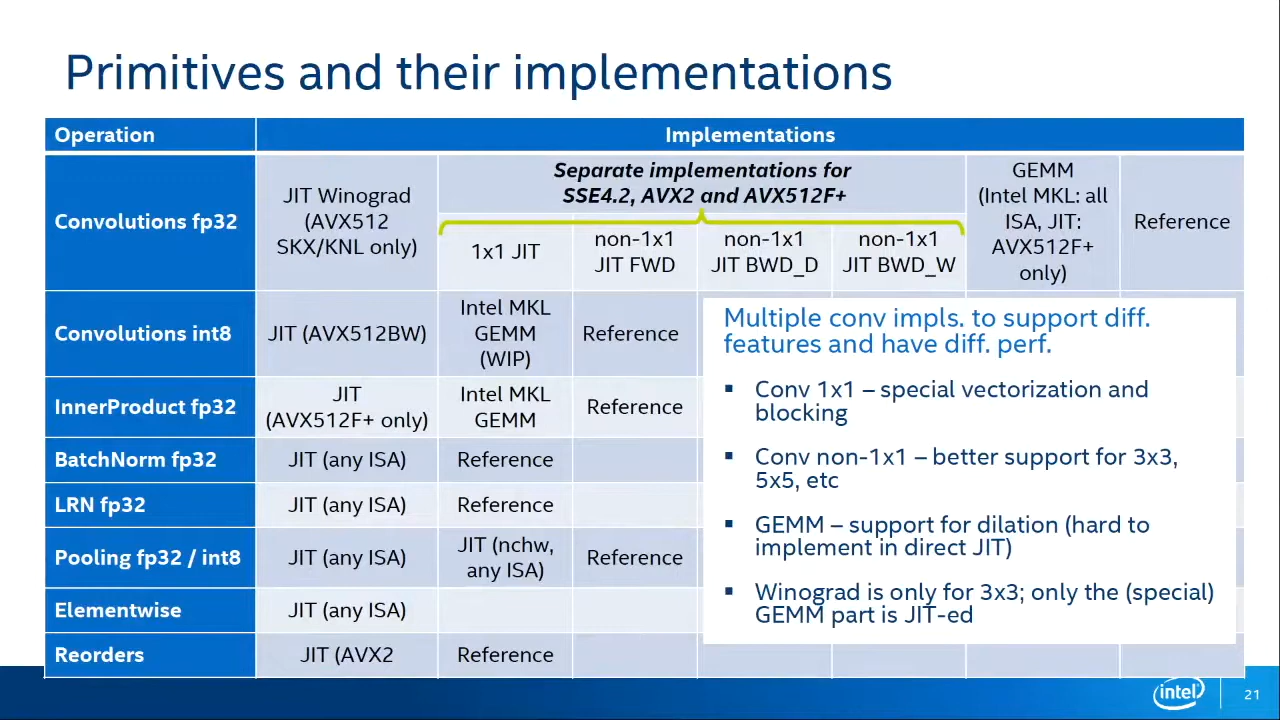 Primitives and their implementations
Operation
Implementations
Convolutions fp32
JIT Winograd
(AVX512
SKX/KNL only)
Separate implementations for
SSE4.2, AVX2 and AVX512F+
1x1 JIT
non-1x1
JIT FWD
non-1x1
JIT BWD_D
non-1x1
JIT BWD_W
GEMM
(Intel MKL: all
ISA, JIT:
AVX512F+
only)
Reference
Convolutions int8
JIT (AVX512BW)
Intel MKL
GEMM
(WIP)
Reference
InnerProduct fp32
JIT
(AVX512F+ only)
Intel MKL
GEMM
Reference
BatchNorm fp32
JIT (any ISA)
Reference
LRN fp32
JIT (any ISA)
Reference
Pooling fp32 / int8
JIT (any ISA)
JIT (nchw,
any ISA)
Reference
Elementwise
JIT (any ISA)
Reorders
JIT (AVX2
Reference
Multiple conv impls. to support diff.
features and have diff. perf.
▪ Conv 1x1 – special vectorization and
blocking
▪ Conv non-1x1 – better support for 3x3,
5x5, etc
▪ GEMM – support for dilation (hard to
implement in direct JIT)
▪ Winograd is only for 3x3; only the (special)
GEMM part is JIT-ed
intel
21